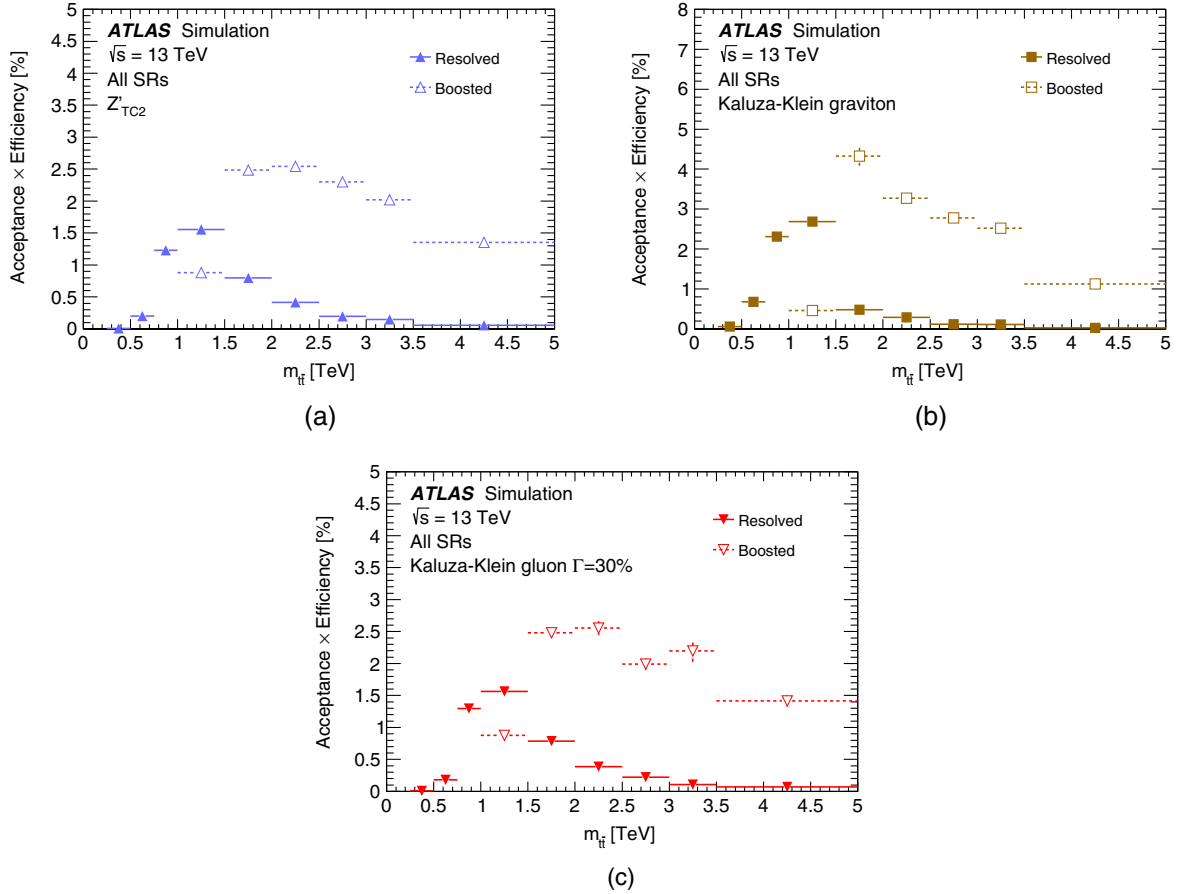 ATLAS Simulation
√s = 13 TeV
All SRs
Z'TC2
Resolved
Boosted
Acceptance × Efficiency [%]
5
4.5
4
3.5
3
2.5
2
1.5
1
0.5
0
0 0.5 1 1.5 2 2.5 3 3.5 4 4.5 5
m_tt̄ [TeV]
(a)
ATLAS Simulation
√s = 13 TeV
All SRs
Kaluza-Klein graviton
Resolved
Boosted
Acceptance × Efficiency [%]
8
7
6
5
4
3
2
1
0
0 0.5 1 1.5 2 2.5 3 3.5 4 4.5 5
m_tt̄ [TeV]
(b)
ATLAS Simulation
√s = 13 TeV
All SRs
Kaluza-Klein gluon Γ=30%
Resolved
Boosted
Acceptance × Efficiency [%]
5
4.5
4
3.5
3
2.5
2
1.5
1
0.5
0
0 0.5 1 1.5 2 2.5 3 3.5 4 4.5 5
m_tt̄ [TeV]
(c)